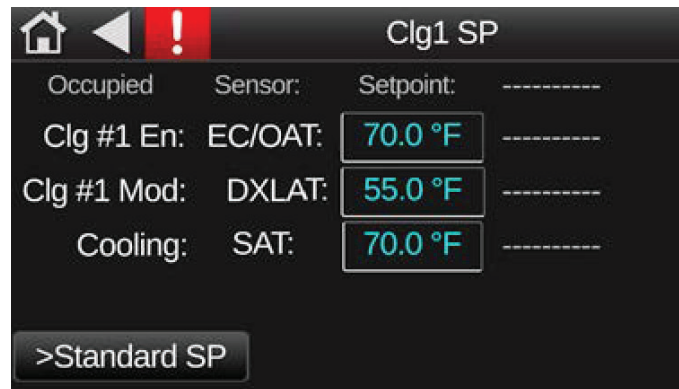 ! Clg1 SP
Occupied Sensor: Setpoint: ----------
Clg #1 En: EC/OAT: 70.0 °F ----------
Clg #1 Mod: DXLAT: 55.0 °F ----------
Cooling: SAT: 70.0 °F ----------
>Standard SP